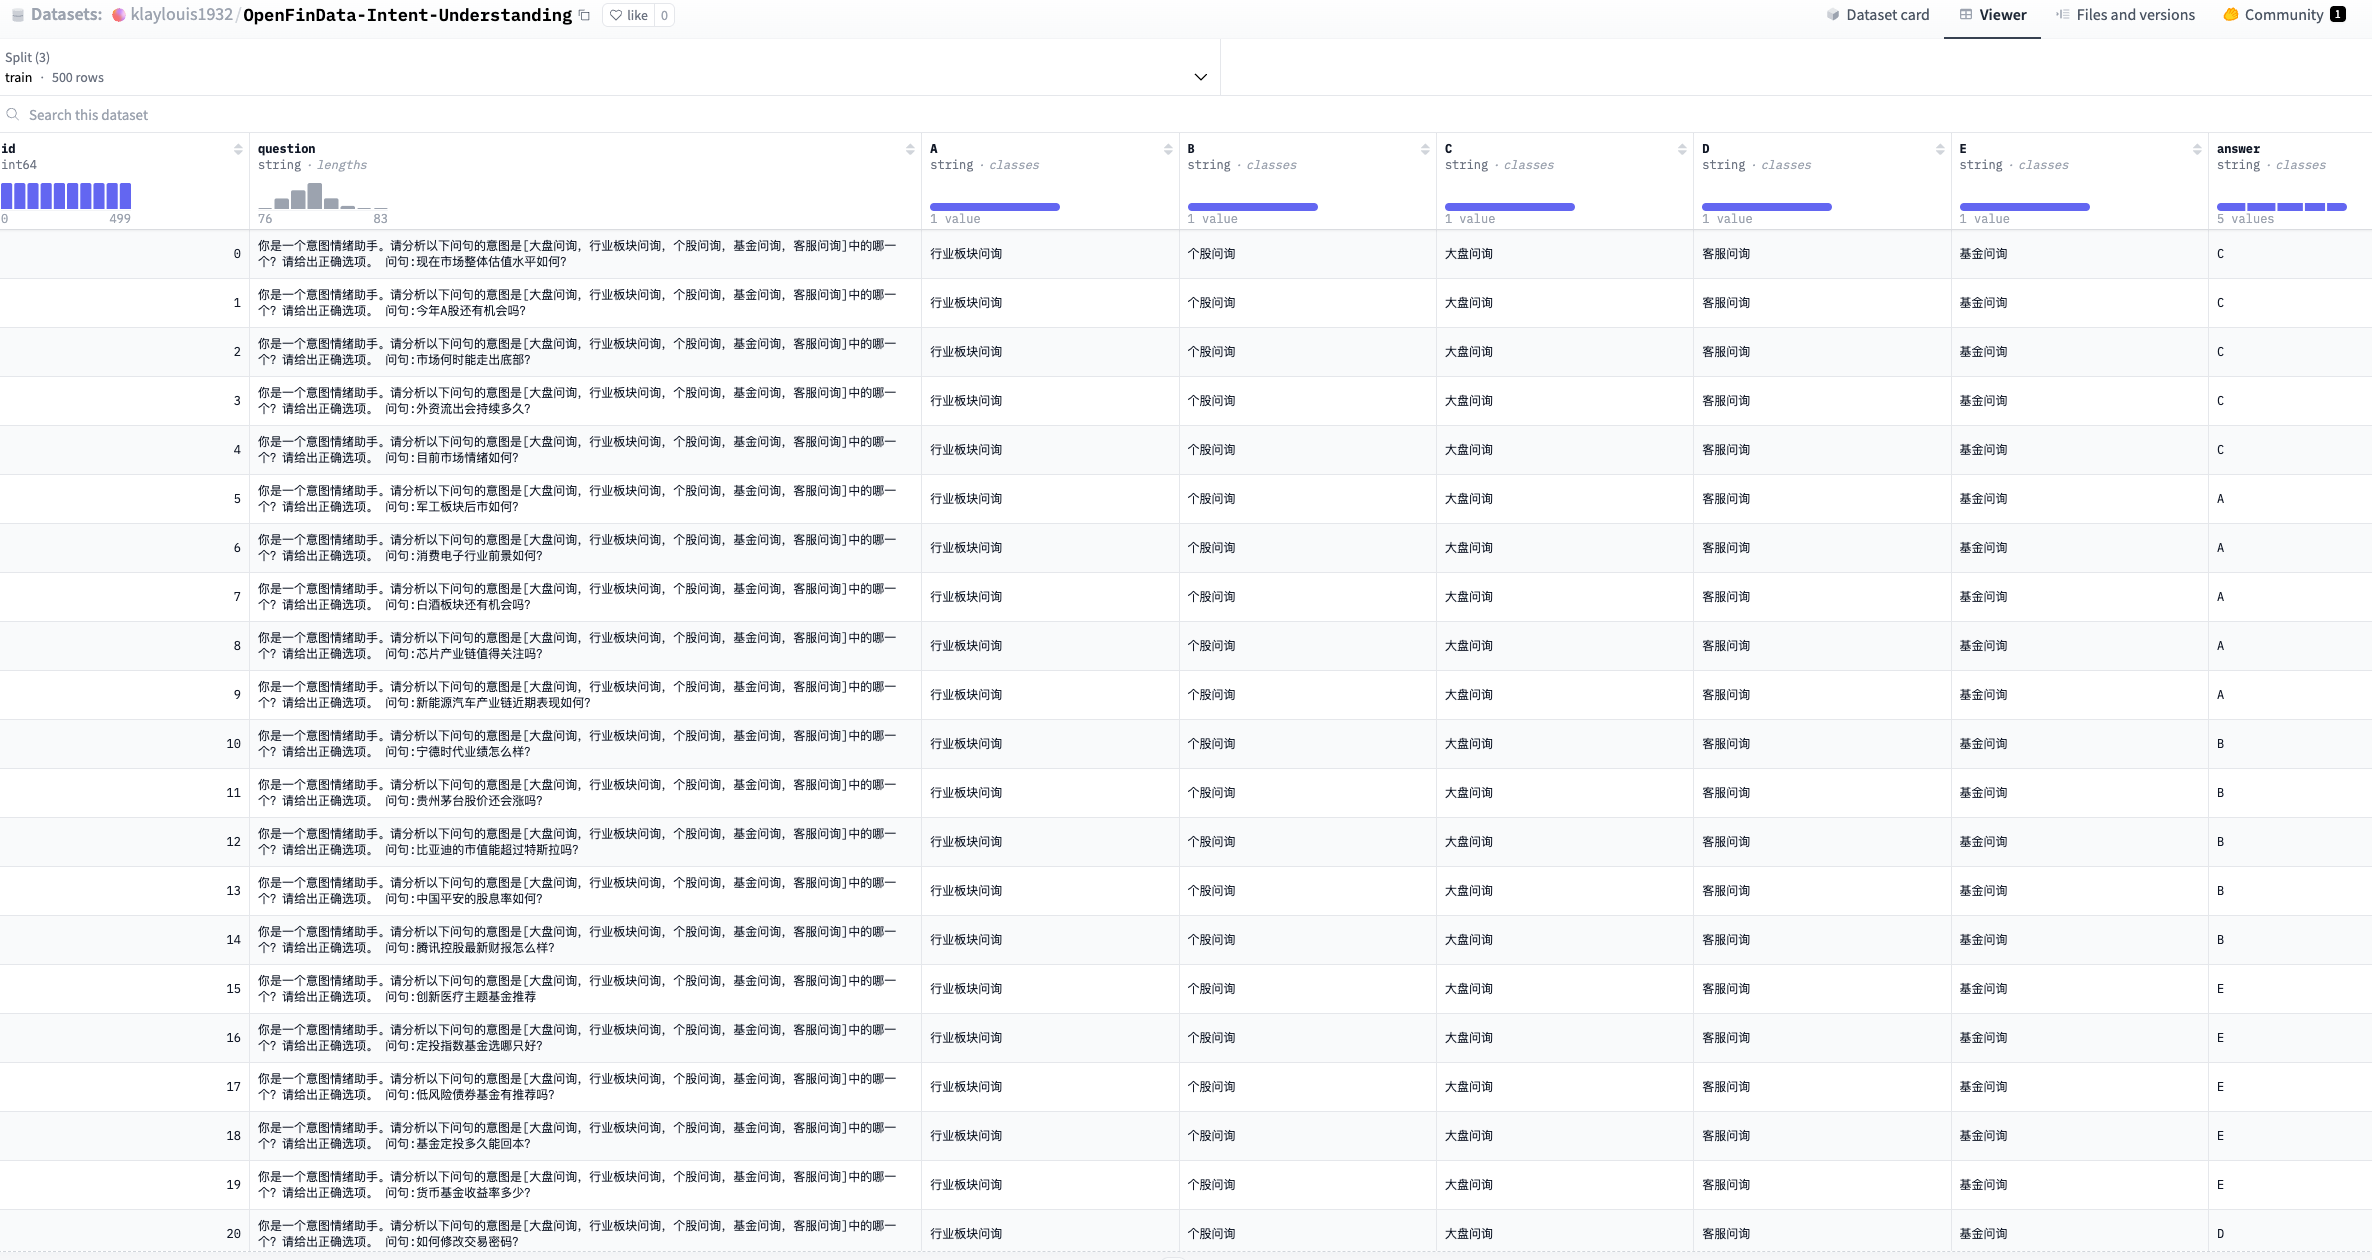 Datasets: klaylouis1932/OpenFinData-Intent-Understanding like 0 Dataset card Viewer Files and versions Community 1
Split (3)
train · 500 rows
Search this dataset
id question A B C D E answer
int64 string · lengths string · classes string · classes string · classes string · classes string · classes string · classes
0 499 76 83 1 value 1 value 1 value 1 value 1 value 5 values
0 你是一个意图情绪助手。请分析以下问句的意图是[大盘问询, 行业板块问询, 个股问询, 基金问询, 客服问询]中的哪一 行业板块问询 个股问询 大盘问询 客服问询 基金问询 C
个? 请给出正确选项。 问句:现在市场整体估值水平如何?
1 你是一个意图情绪助手。请分析以下问句的意图是[大盘问询, 行业板块问询, 个股问询, 基金问询, 客服问询]中的哪一 行业板块问询 个股问询 大盘问询 客服问询 基金问询 C
个? 请给出正确选项。 问句:今年A股还有机会吗?
2 你是一个意图情绪助手。请分析以下问句的意图是[大盘问询, 行业板块问询, 个股问询, 基金问询, 客服问询]中的哪一 行业板块问询 个股问询 大盘问询 客服问询 基金问询 C
个? 请给出正确选项。 问句:市场何时能走出底部?
3 你是一个意图情绪助手。请分析以下问句的意图是[大盘问询, 行业板块问询, 个股问询, 基金问询, 客服问询]中的哪一 行业板块问询 个股问询 大盘问询 客服问询 基金问询 C
个? 请给出正确选项。 问句:外资流出会持续多久?
4 你是一个意图情绪助手。请分析以下问句的意图是[大盘问询, 行业板块问询, 个股问询, 基金问询, 客服问询]中的哪一 行业板块问询 个股问询 大盘问询 客服问询 基金问询 C
个? 请给出正确选项。 问句:目前市场情绪如何?
5 你是一个意图情绪助手。请分析以下问句的意图是[大盘问询, 行业板块问询, 个股问询, 基金问询, 客服问询]中的哪一 行业板块问询 个股问询 大盘问询 客服问询 基金问询 A
个? 请给出正确选项。 问句:军工板块后市如何?
6 你是一个意图情绪助手。请分析以下问句的意图是[大盘问询, 行业板块问询, 个股问询, 基金问询, 客服问询]中的哪一 行业板块问询 个股问询 大盘问询 客服问询 基金问询 A
个? 请给出正确选项。 问句:消费电子行业前景如何?
7 你是一个意图情绪助手。请分析以下问句的意图是[大盘问询, 行业板块问询, 个股问询, 基金问询, 客服问询]中的哪一 行业板块问询 个股问询 大盘问询 客服问询 基金问询 A
个? 请给出正确选项。 问句:白酒板块还有机会吗?
8 你是一个意图情绪助手。请分析以下问句的意图是[大盘问询, 行业板块问询, 个股问询, 基金问询, 客服问询]中的哪一 行业板块问询 个股问询 大盘问询 客服问询 基金问询 A
个? 请给出正确选项。 问句:芯片产业链值得关注吗?
9 你是一个意图情绪助手。请分析以下问句的意图是[大盘问询, 行业板块问询, 个股问询, 基金问询, 客服问询]中的哪一 行业板块问询 个股问询 大盘问询 客服问询 基金问询 A
个? 请给出正确选项。 问句:新能源汽车产业链近期表现如何?
10 你是一个意图情绪助手。请分析以下问句的意图是[大盘问询, 行业板块问询, 个股问询, 基金问询, 客服问询]中的哪一 行业板块问询 个股问询 大盘问询 客服问询 基金问询 B
个? 请给出正确选项。 问句:宁德时代业绩怎么样?
11 你是一个意图情绪助手。请分析以下问句的意图是[大盘问询, 行业板块问询, 个股问询, 基金问询, 客服问询]中的哪一 行业板块问询 个股问询 大盘问询 客服问询 基金问询 B
个? 请给出正确选项。 问句:贵州茅台股价还会涨吗?
12 你是一个意图情绪助手。请分析以下问句的意图是[大盘问询, 行业板块问询, 个股问询, 基金问询, 客服问询]中的哪一 行业板块问询 个股问询 大盘问询 客服问询 基金问询 B
个? 请给出正确选项。 问句:比亚迪的市值能超过特斯拉吗?
13 你是一个意图情绪助手。请分析以下问句的意图是[大盘问询, 行业板块问询, 个股问询, 基金问询, 客服问询]中的哪一 行业板块问询 个股问询 大盘问询 客服问询 基金问询 B
个? 请给出正确选项。 问句:中国平安的股息率如何?
14 你是一个意图情绪助手。请分析以下问句的意图是[大盘问询, 行业板块问询, 个股问询, 基金问询, 客服问询]中的哪一 行业板块问询 个股问询 大盘问询 客服问询 基金问询 B
个? 请给出正确选项。 问句:腾讯控股最新财报怎么样?
15 你是一个意图情绪助手。请分析以下问句的意图是[大盘问询, 行业板块问询, 个股问询, 基金问询, 客服问询]中的哪一 行业板块问询 个股问询 大盘问询 客服问询 基金问询 E
个? 请给出正确选项。 问句:创新医疗主题基金推荐
16 你是一个意图情绪助手。请分析以下问句的意图是[大盘问询, 行业板块问询, 个股问询, 基金问询, 客服问询]中的哪一 行业板块问询 个股问询 大盘问询 客服问询 基金问询 E
个? 请给出正确选项。 问句:定投指数基金选哪只好?
17 你是一个意图情绪助手。请分析以下问句的意图是[大盘问询, 行业板块问询, 个股问询, 基金问询, 客服问询]中的哪一 行业板块问询 个股问询 大盘问询 客服问询 基金问询 E
个? 请给出正确选项。 问句:低风险债券基金有推荐吗?
18 你是一个意图情绪助手。请分析以下问句的意图是[大盘问询, 行业板块问询, 个股问询, 基金问询, 客服问询]中的哪一 行业板块问询 个股问询 大盘问询 客服问询 基金问询 E
个? 请给出正确选项。 问句:基金定投多久能回本?
19 你是一个意图情绪助手。请分析以下问句的意图是[大盘问询, 行业板块问询, 个股问询, 基金问询, 客服问询]中的哪一 行业板块问询 个股问询 大盘问询 客服问询 基金问询 E
个? 请给出正确选项。 问句:货币基金收益率多少?
20 你是一个意图情绪助手。请分析以下问句的意图是[大盘问询, 行业板块问询, 个股问询, 基金问询, 客服问询]中的哪一 行业板块问询 个股问询 大盘问询 客服问询 基金问询 D
个? 请给出正确选项。 问句:如何修改交易密码?